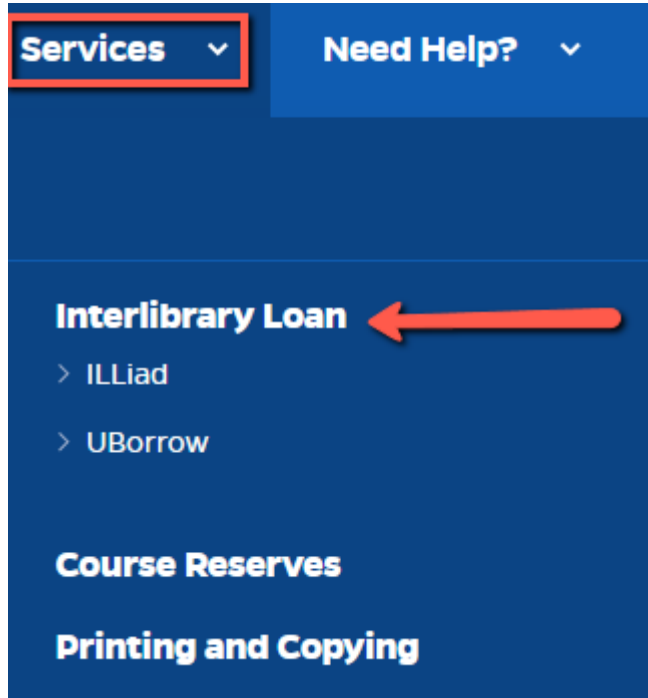 Services
Need Help?
Interlibrary Loan
ILLiad
UBorrow
Course Reserves
Printing and Copying